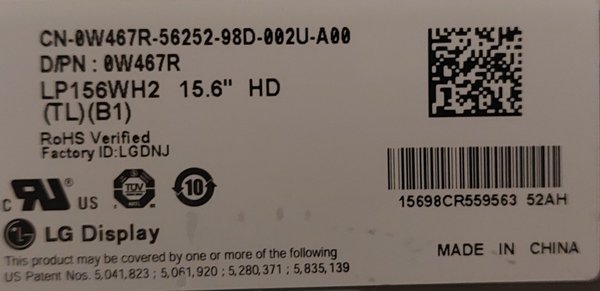 CN-0W467R-56252-98D-002U-A00
D/PN : 0W467R
LP156WH2 15.6" HD
(TL)(B1)
RoHS Verified
Factory ID:LGDNJ
c RU US
TÜV
10
15698CR559563 52AH
LG Display
MADE IN CHINA
This product may be covered by one or more of the following
US Patent Nos. 5,041,823 ; 5,061,920 ; 5,280,371 ; 5,835,139